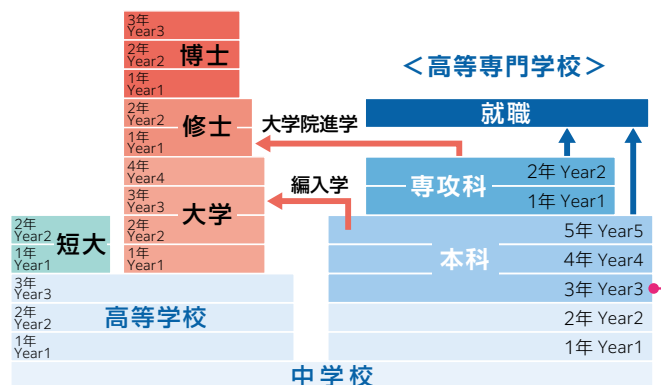 3年
Year3
2年
Year2
博士
1年
Year1
2年
Year2
修士
1年
Year1
4年
Year4
3年
Year3
大学
2年
Year2
1年
Year1
2年
Year2
短大
1年
Year1
3年
Year3
2年
Year2
高等学校
1年
Year1
大学院進学
編入学
＜高等専門学校＞
就職
専攻科
2年 Year2
1年 Year1
本科
5年 Year5
4年 Year4
3年 Year3
2年 Year2
1年 Year1
中学校